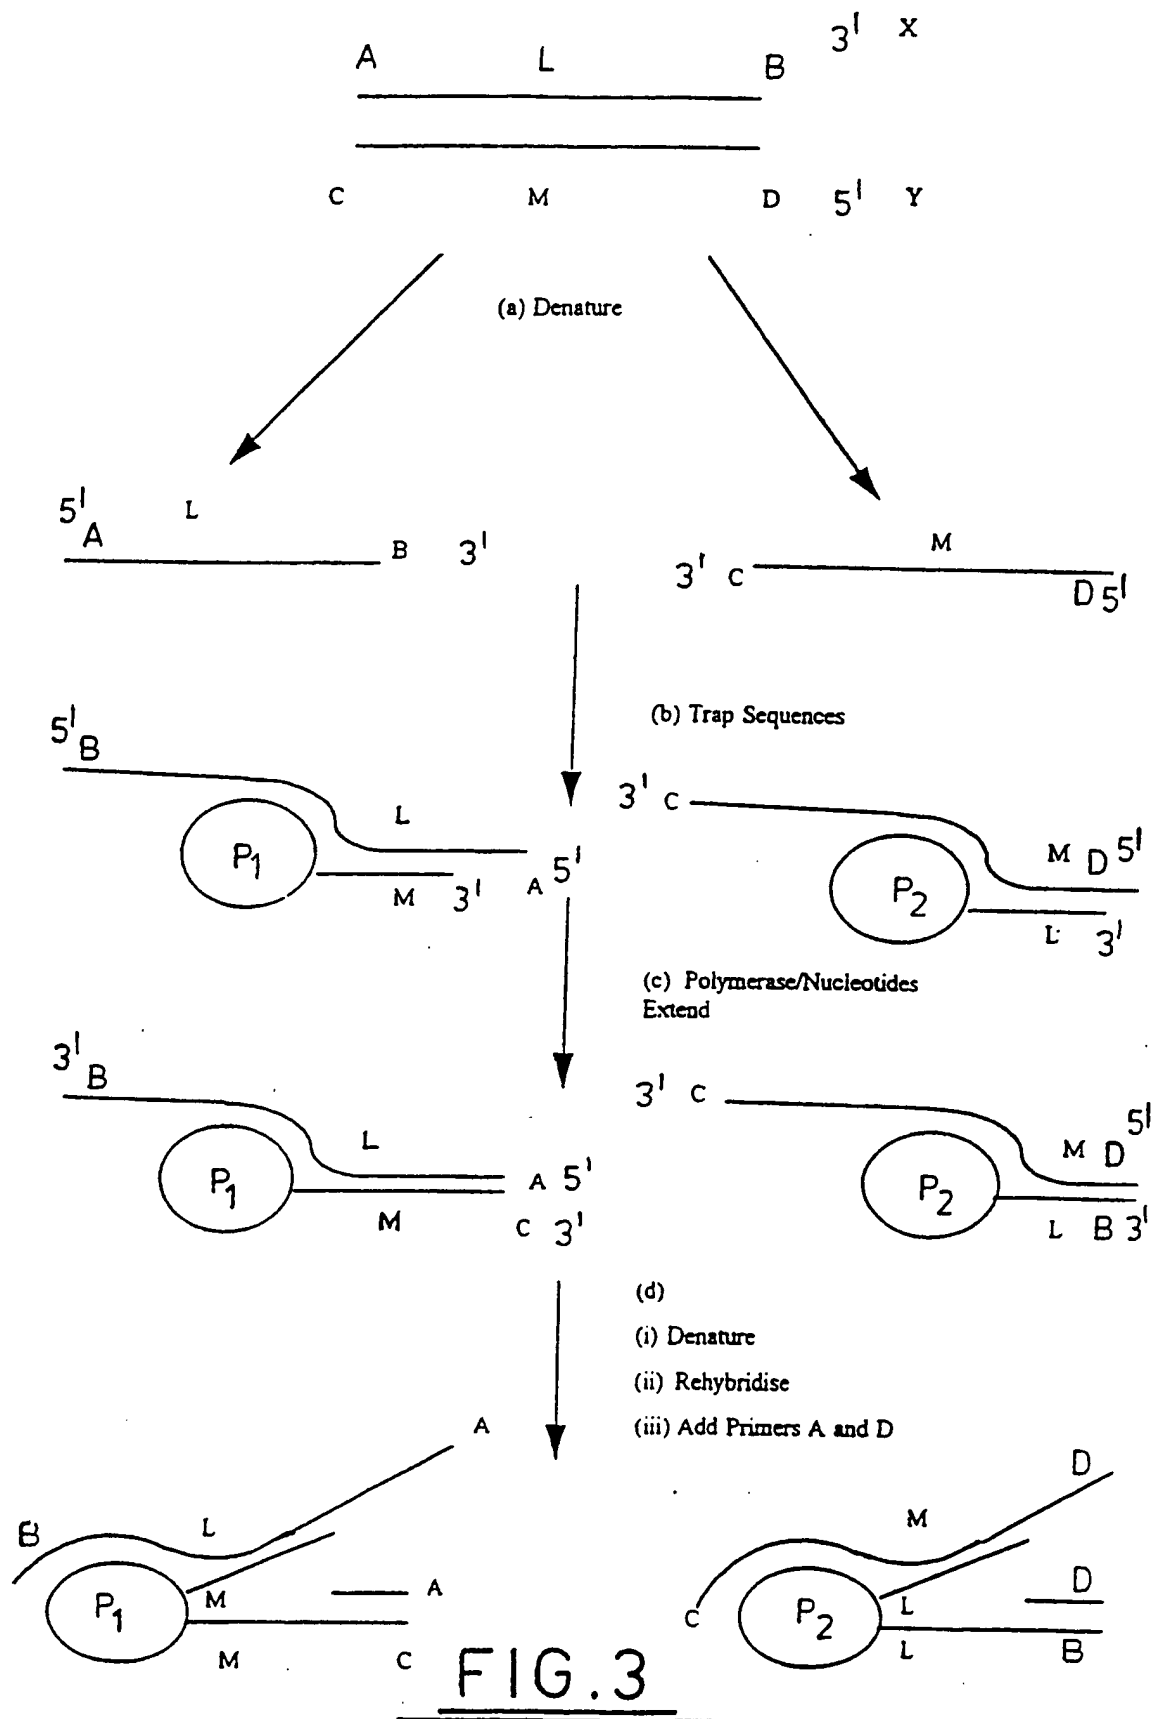 A L B 3' X
C M D 5' Y
(a) Denature
5' L
A B 3'
M
3' C D 5'
(b) Trap Sequences
5' B
L
P1
M 3' A 5'
3' C
M D 5'
P2
L 3'
(c) Polymerase/Nucleotides
Extend
3' B
L
P1 A 5'
M C 3'
3' C
5'
M D
P2
L B 3'
(d)
(i) Denature
(ii) Rehybridise
(iii) Add Primers A and D
A
B L
P1 M A
M C
D
M
C P2 L D
L B
FIG.3